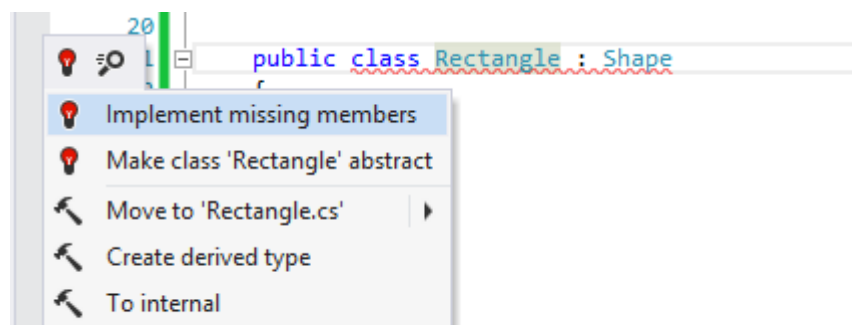 20
public class Rectangle : Shape
{
Implement missing members
Make class 'Rectangle' abstract
Move to 'Rectangle.cs'
Create derived type
To internal